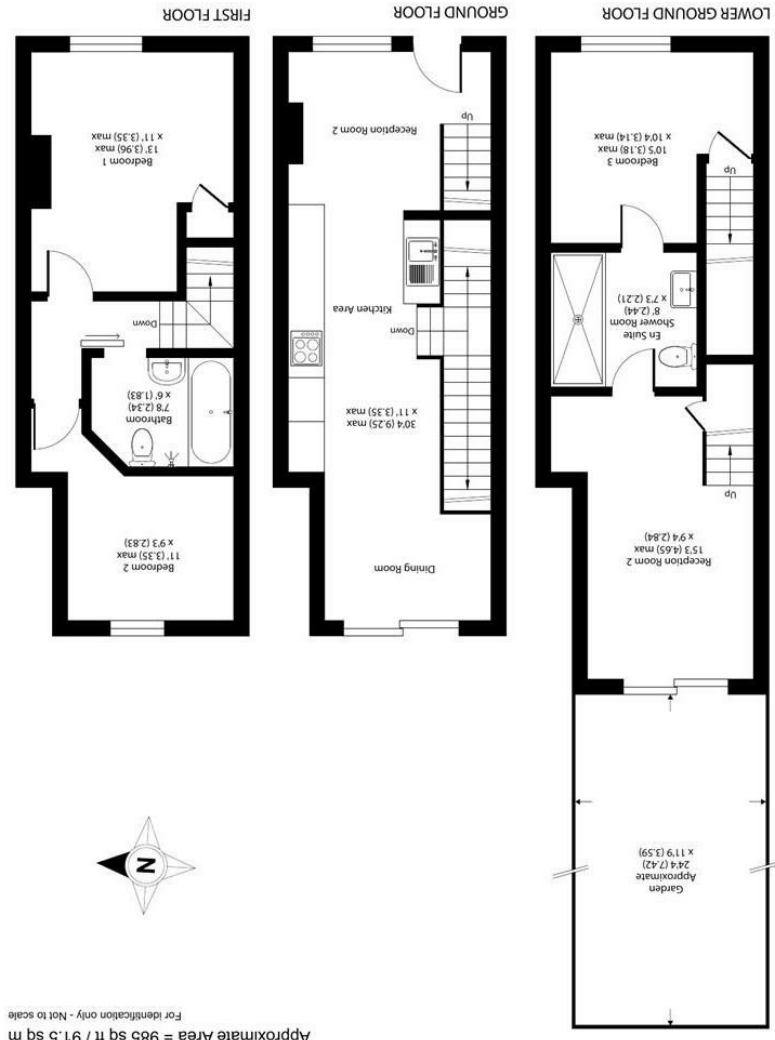 Approximate Area = 985 sq ft / 91.5 sq m
For identification only - Not to scale
N
Garden
Approximate
24'4 (7.42)
x 11'9 (3.59)
Reception Room 2
15'3 (4.65) max
x 9'4 (2.84)
Up
En Suite
Shower Room
8' (2.44)
x 7'3 (2.21)
Bedroom 3
10'5 (3.18) max
x 10'4 (3.14)
Up
LOWER GROUND FLOOR
Dining Room
30'4 (9.25) max
x 11' (3.35) max
Down
Kitchen Area
Reception Room 2
Up
GROUND FLOOR
Bedroom 2
11' (3.35) max
x 9'3 (2.83)
Bathroom
7'8 (2.34)
x 6' (1.83)
Down
Bedroom 1
13' (3.96) max
x 11' (3.35) max
FIRST FLOOR